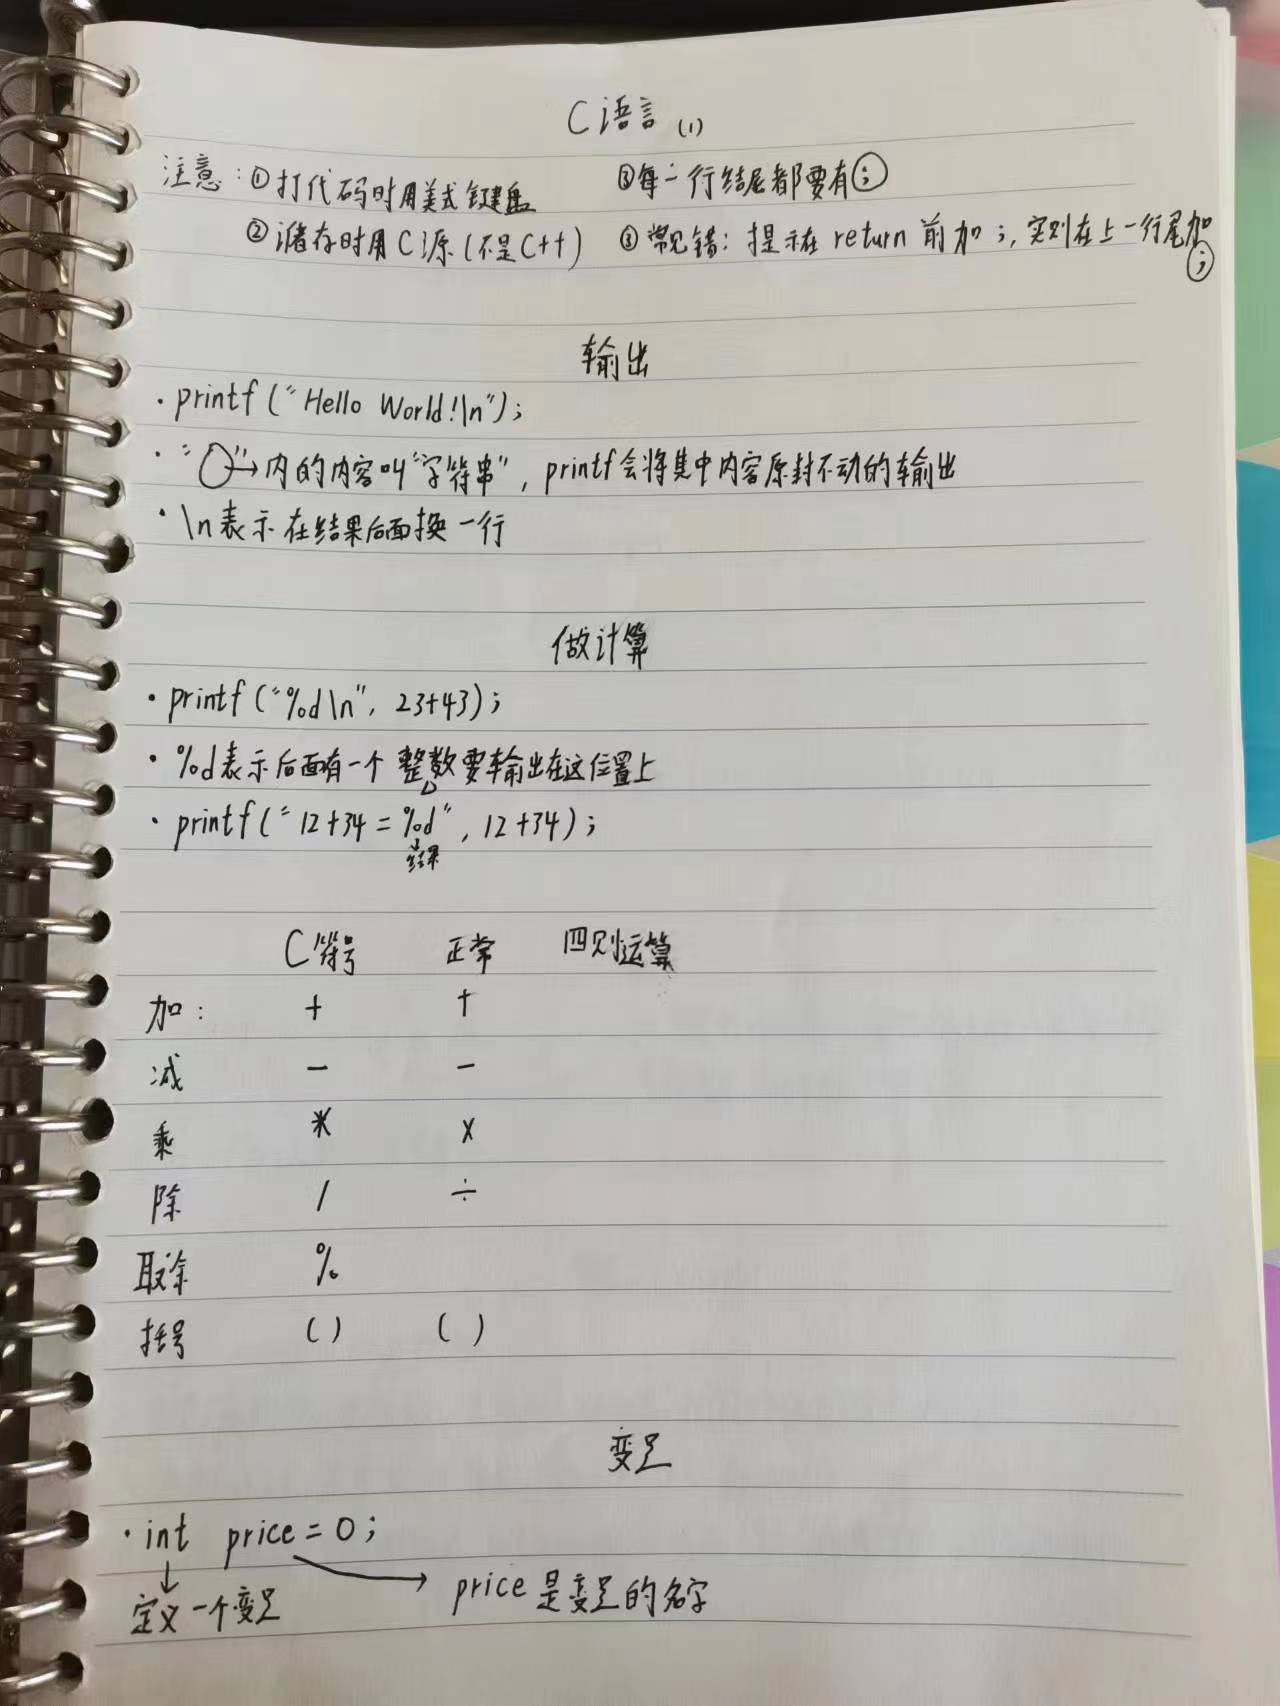 C语言 (1)
注意：①打代码时用美式键盘
②储存时用C源(不是C++)
③每一行结尾都要有;
③常见错：提示在return前加;，实则在上一行尾加;
输出
·printf("Hello World!\n");
·"○"→内的内容叫"字符串"，printf会将其中内容原封不动的输出
·\n表示在结果后面换一行
做计算
·printf("%d\n", 23+43);
·%d表示后面有一个整数要输出在这位置上
·printf("12+34=%d", 12+34);
结果
C符号 正常 四则运算
加： + +
减 - -
乘 * ×
除 / ÷
取余 %
括号 ( ) ( )
变量
·int price=0;
定义一个变量
price是变量的名字